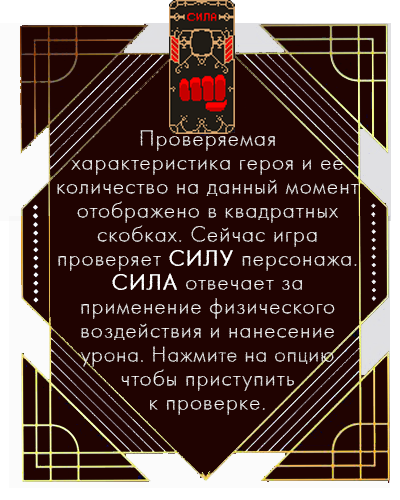 СИЛА
Проверяемая
характеристика героя и её
количество на данный момент
отображено в квадратных
скобках. Сейчас игра
проверяет СИЛУ персонажа.
СИЛА отвечает за
применение физического
воздействия и нанесение
урона. Нажмите на опцию
чтобы приступить
к проверке.